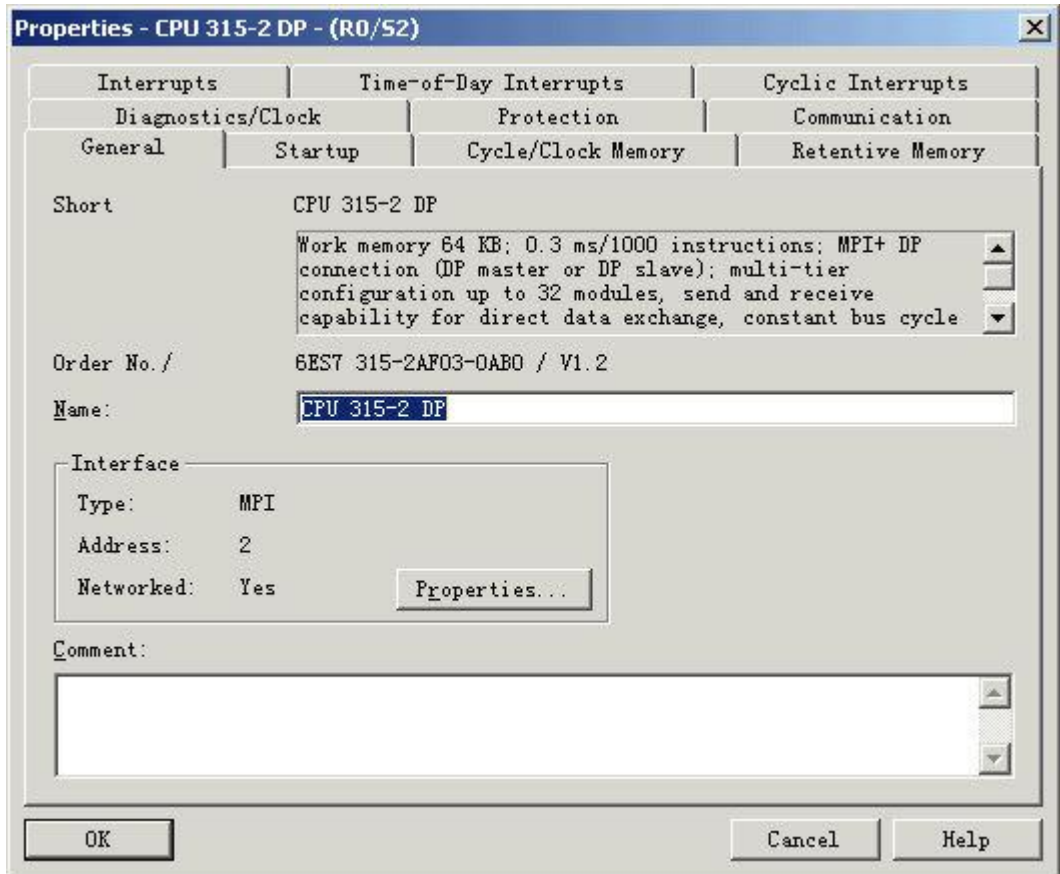 Properties - CPU 315-2 DP - (R0/S2)
Interrupts Time-of-Day Interrupts Cyclic Interrupts
Diagnostics/Clock Protection Communication
General Startup Cycle/Clock Memory Retentive Memory
Short CPU 315-2 DP
Work memory 64 KB; 0.3 ms/1000 instructions; MPI+ DP
connection (DP master or DP slave); multi-tier
configuration up to 32 modules, send and receive
capability for direct data exchange, constant bus cycle
Order No./ 6ES7 315-2AF03-0AB0 / V1.2
Name: CPU 315-2 DP
Interface
Type: MPI
Address: 2
Networked: Yes Properties...
Comment:
OK Cancel Help